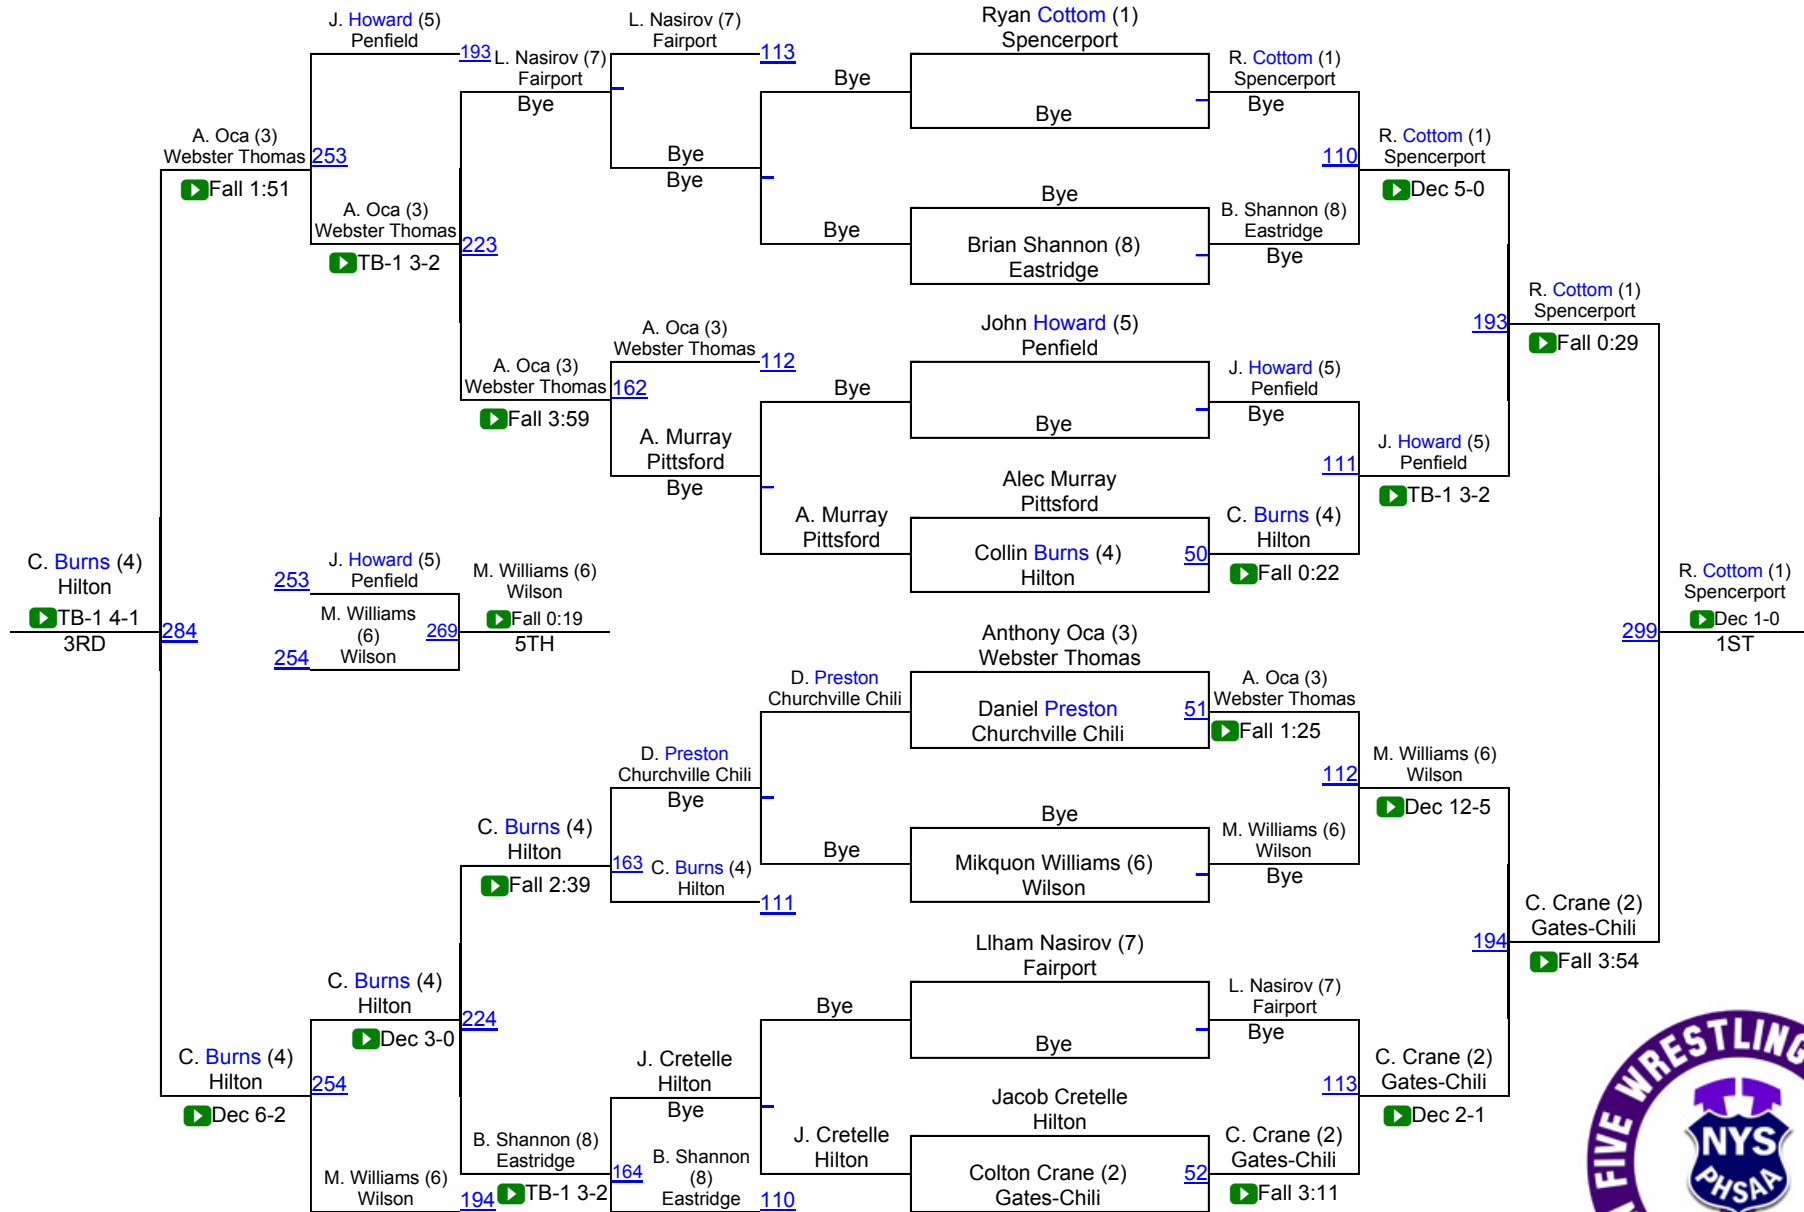 J. Howard (5)
Penfield
193
L. Nasirov (7)
Fairport
Bye
L. Nasirov (7)
Fairport
113
Bye
Bye
Bye
Bye
Ryan Cottom (1)
Spencerport
Bye
Bye
Brian Shannon (8)
Eastridge
R. Cottom (1)
Spencerport
Bye
110
B. Shannon (8)
Eastridge
Bye
R. Cottom (1)
Spencerport
Dec 5-0
A. Oca (3)
Webster Thomas
Fall 1:51
253
A. Oca (3)
Webster Thomas
TB-1 3-2
223
A. Oca (3)
Webster Thomas
Fall 3:59
A. Oca (3)
Webster Thomas
112
162
A. Murray
Pittsford
Bye
Bye
A. Murray
Pittsford
John Howard (5)
Penfield
Bye
Alec Murray
Pittsford
Collin Burns (4)
Hilton
50
J. Howard (5)
Penfield
Bye
111
C. Burns (4)
Hilton
Fall 0:22
J. Howard (5)
Penfield
TB-1 3-2
193
R. Cottom (1)
Spencerport
Fall 0:29
C. Burns (4)
Hilton
TB-1 4-1
3RD
284
253
J. Howard (5)
Penfield
M. Williams
(6)
Wilson
254
269
M. Williams (6)
Wilson
Fall 0:19
5TH
299
R. Cottom (1)
Spencerport
Dec 1-0
1ST
D. Preston
Churchville Chili
Anthony Oca (3)
Webster Thomas
Daniel Preston
Churchville Chili
51
A. Oca (3)
Webster Thomas
Fall 1:25
112
D. Preston
Churchville Chili
Bye
Bye
Bye
Mikquon Williams (6)
Wilson
M. Williams (6)
Wilson
Bye
M. Williams (6)
Wilson
Dec 12-5
C. Burns (4)
Hilton
Fall 2:39
163
C. Burns (4)
Hilton
111
194
C. Crane (2)
Gates-Chili
Fall 3:54
C. Burns (4)
Hilton
Dec 3-0
224
Bye
Llham Nasirov (7)
Fairport
Bye
L. Nasirov (7)
Fairport
Bye
113
C. Crane (2)
Gates-Chili
Dec 2-1
C. Burns (4)
Hilton
Dec 6-2
254
J. Cretelle
Hilton
Bye
J. Cretelle
Hilton
Jacob Cretelle
Hilton
Colton Crane (2)
Gates-Chili
52
C. Crane (2)
Gates-Chili
Fall 3:11
B. Shannon (8)
Eastridge
TB-1 3-2
164
B. Shannon
(8)
Eastridge
110
M. Williams (6)
Wilson
194
FIVE WRESTLING
NYS
PHSAA